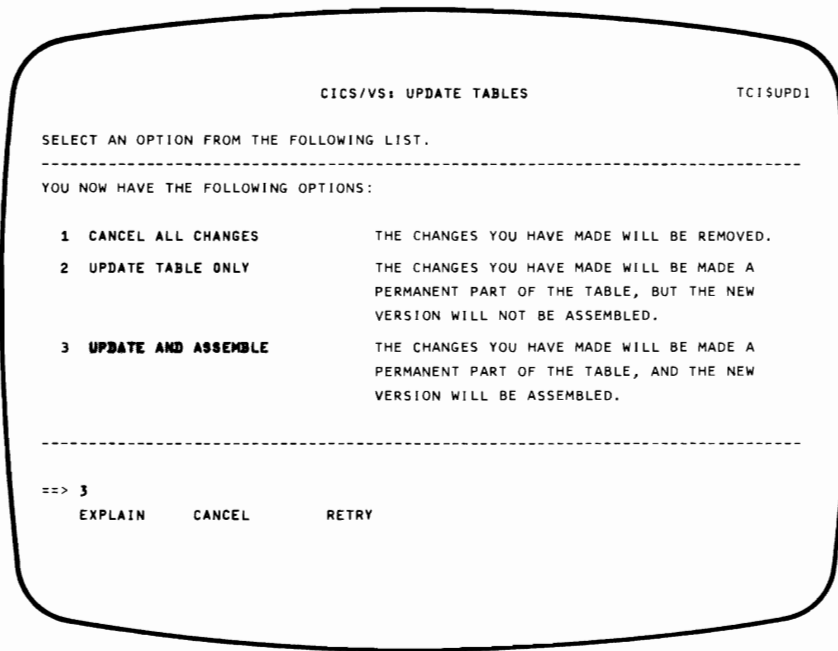 CICS/VS: UPDATE TABLES TCI$UPD1
SELECT AN OPTION FROM THE FOLLOWING LIST.
--------------------------------------------------------------------------------
YOU NOW HAVE THE FOLLOWING OPTIONS:
1 CANCEL ALL CHANGES THE CHANGES YOU HAVE MADE WILL BE REMOVED.
2 UPDATE TABLE ONLY THE CHANGES YOU HAVE MADE WILL BE MADE A
PERMANENT PART OF THE TABLE, BUT THE NEW
VERSION WILL NOT BE ASSEMBLED.
3 UPDATE AND ASSEMBLE THE CHANGES YOU HAVE MADE WILL BE MADE A
PERMANENT PART OF THE TABLE, AND THE NEW
VERSION WILL BE ASSEMBLED.
--------------------------------------------------------------------------------
==> 3
EXPLAIN CANCEL RETRY